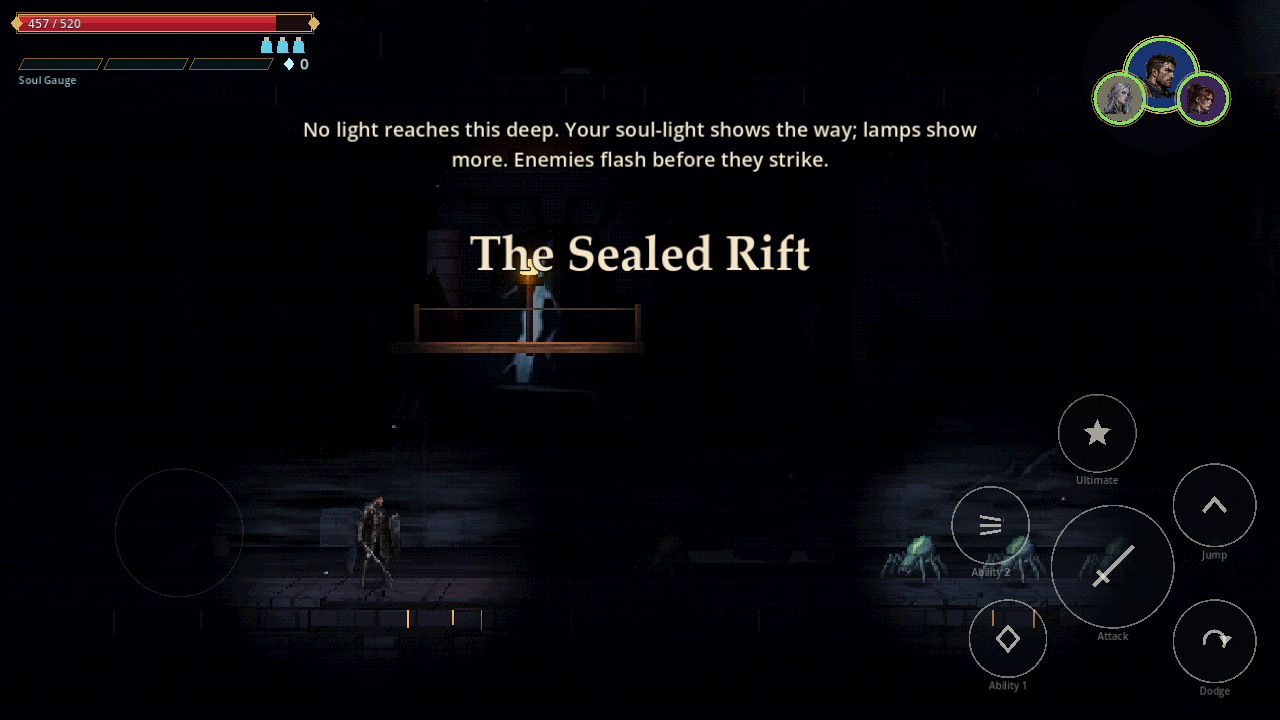 457 / 520
0
Soul Gauge
No light reaches this deep. Your soul-light shows the way; lamps show
more. Enemies flash before they strike.
The Sealed Rift
Ultimate
Jump
Ability 2
Attack
Ability 1
Dodge